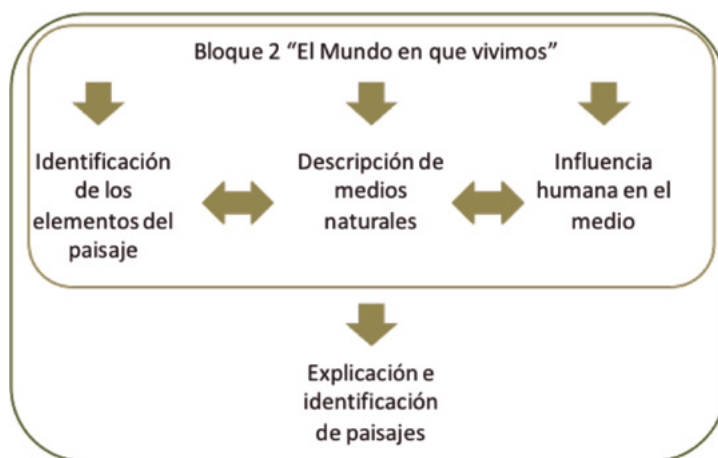 Bloque 2 “El Mundo en que vivimos”
Identificación
de los
elementos del
paisaje
Descripción de
medios
naturales
Influencia
humana en el
medio
Explicación e
identificación
de paisajes